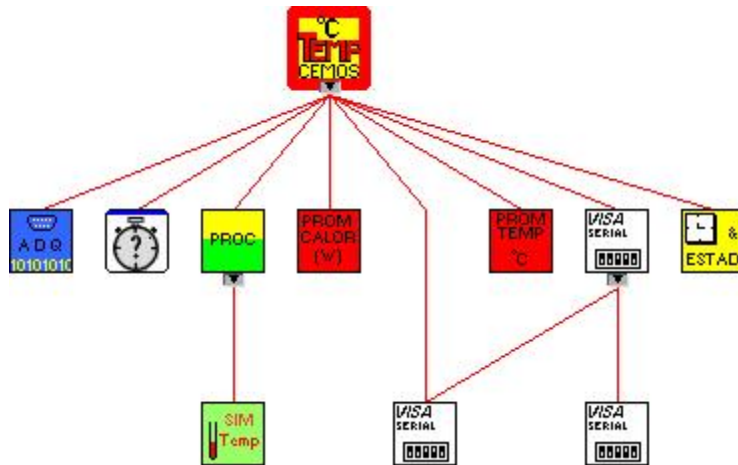 °C
TEMP
CEMOS
ADQ
10101010
?
PROC
PROM
CALOR
(W)
PROM
TEMP
°C
VISA
SERIAL
&
ESTAD
SIM
Temp
VISA
SERIAL
VISA
SERIAL